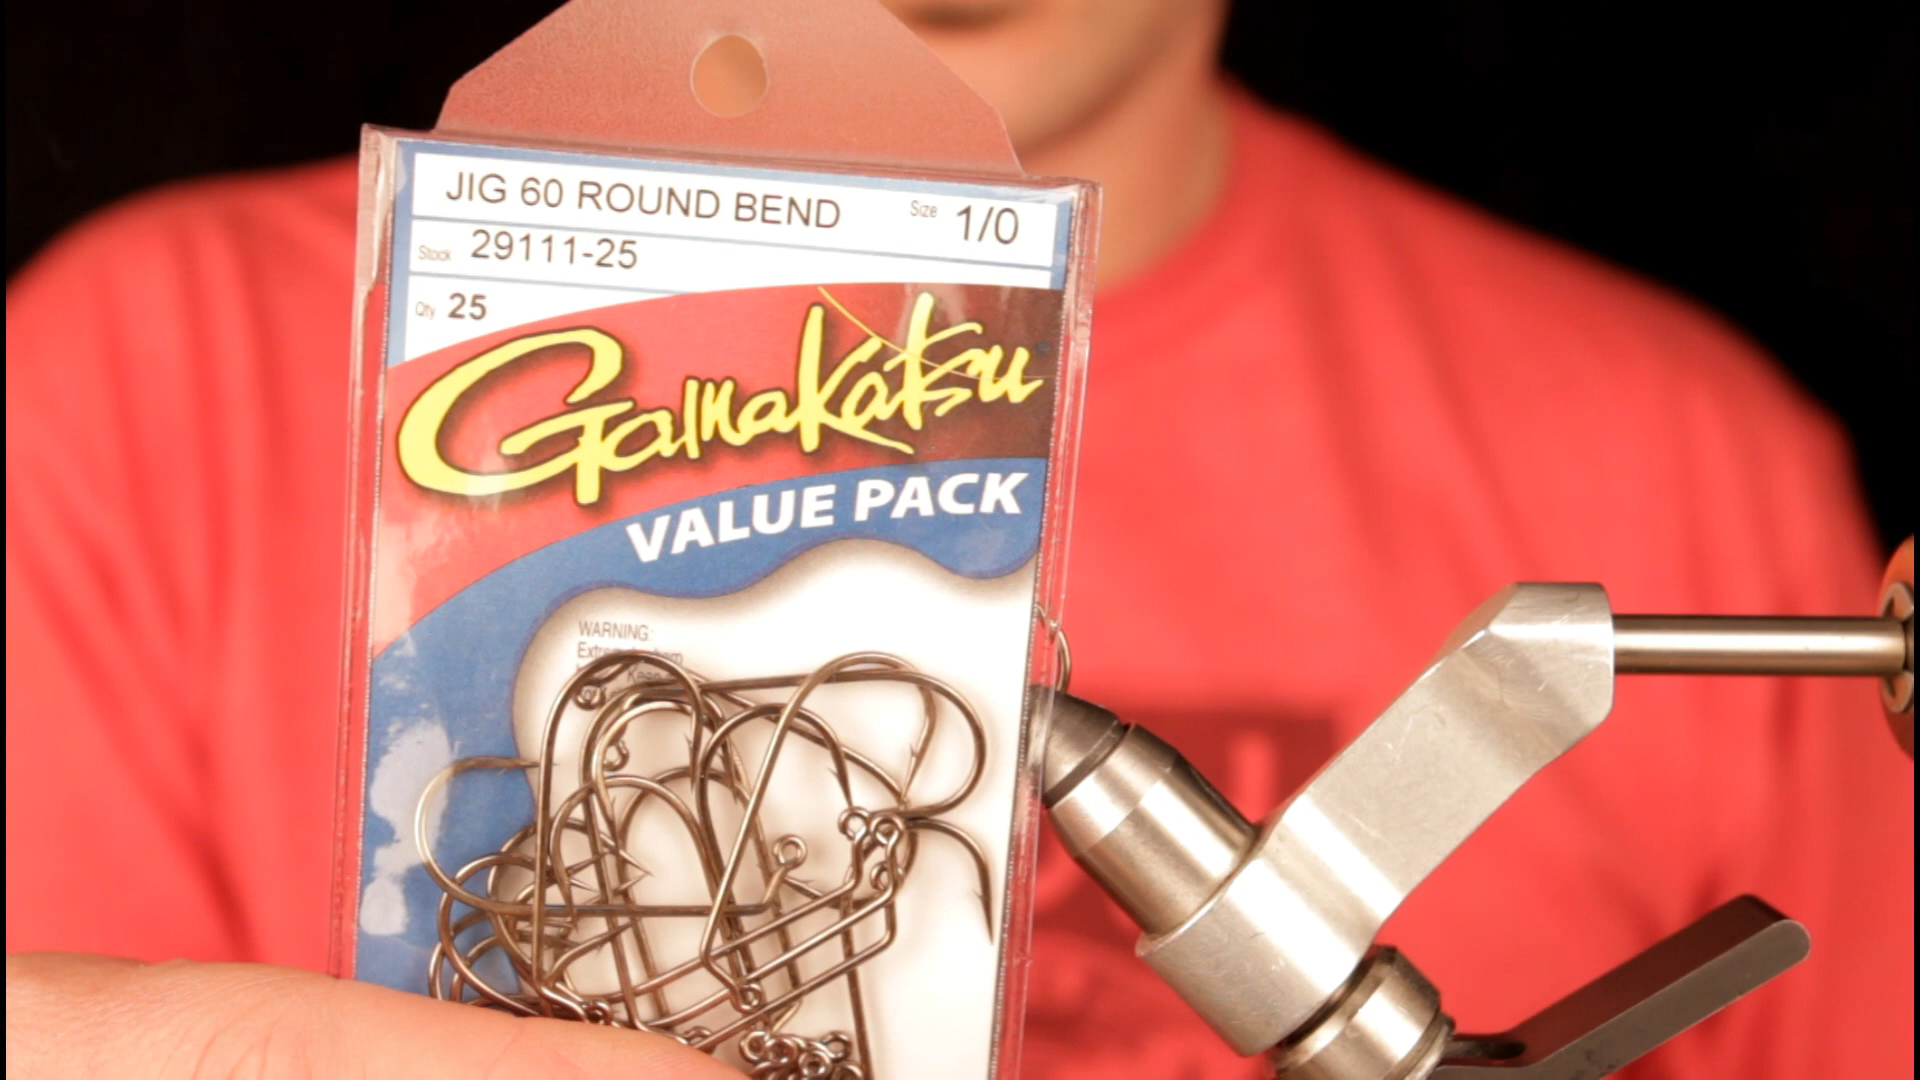 JIG 60 ROUND BEND Size 1/0
Stock 29111-25
Qty 25
Gamakatsu
VALUE PACK
WARNING: